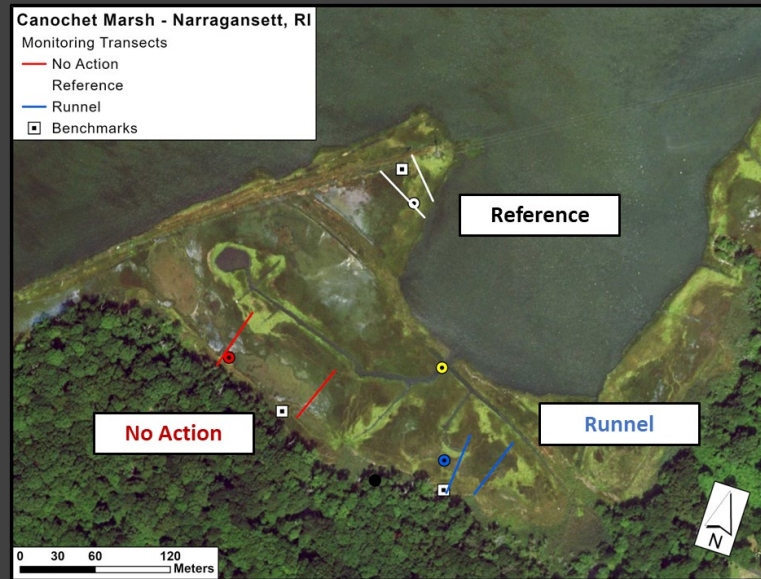 Canochet Marsh - Narragansett, RI
Monitoring Transects
No Action
Reference
Runnel
Benchmarks
Reference
No Action
Runnel
N
0 30 60 120
Meters